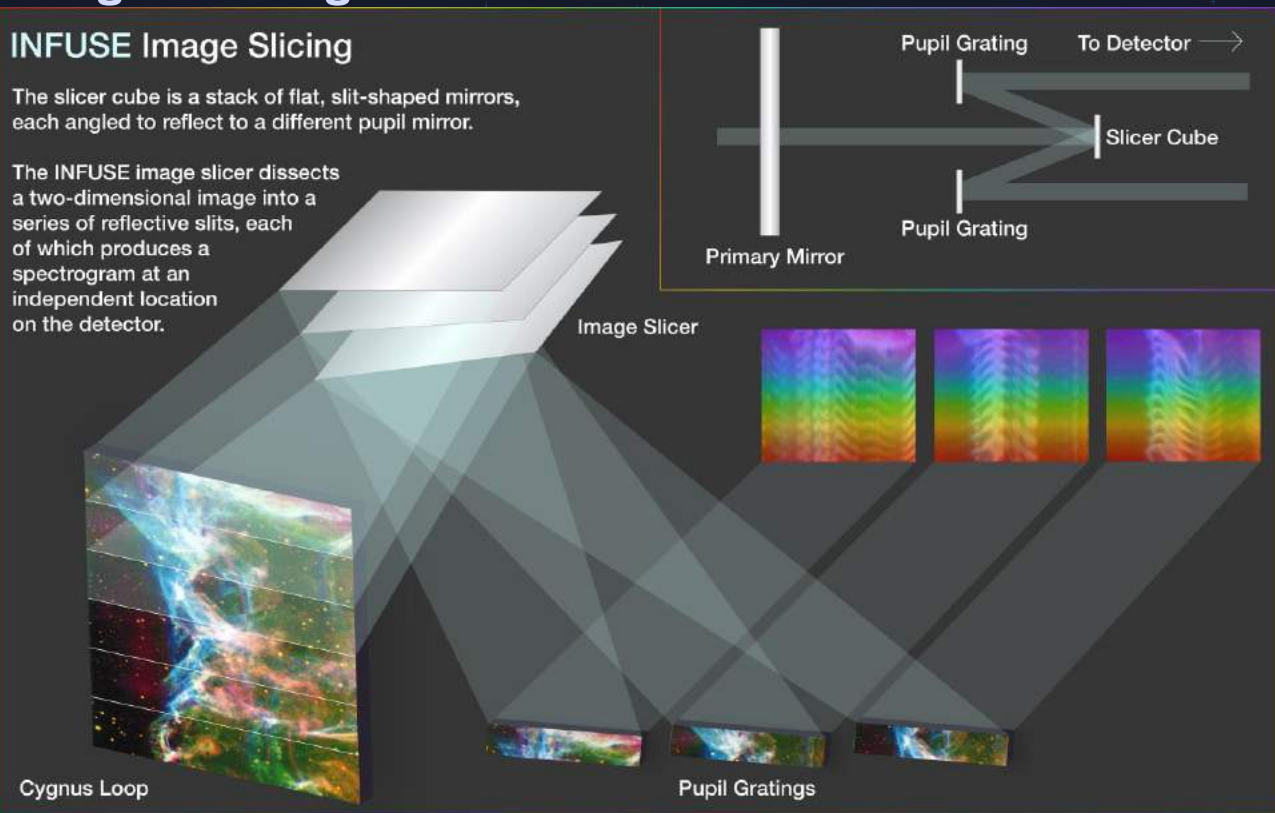 INFUSE Image Slicing
The slicer cube is a stack of flat, slit-shaped mirrors,
each angled to reflect to a different pupil mirror.
The INFUSE image slicer dissects
a two-dimensional image into a
series of reflective slits, each
of which produces a
spectrogram at an
independent location
on the detector.
Pupil Grating
To Detector
Slicer Cube
Pupil Grating
Primary Mirror
Image Slicer
Cygnus Loop
Pupil Gratings